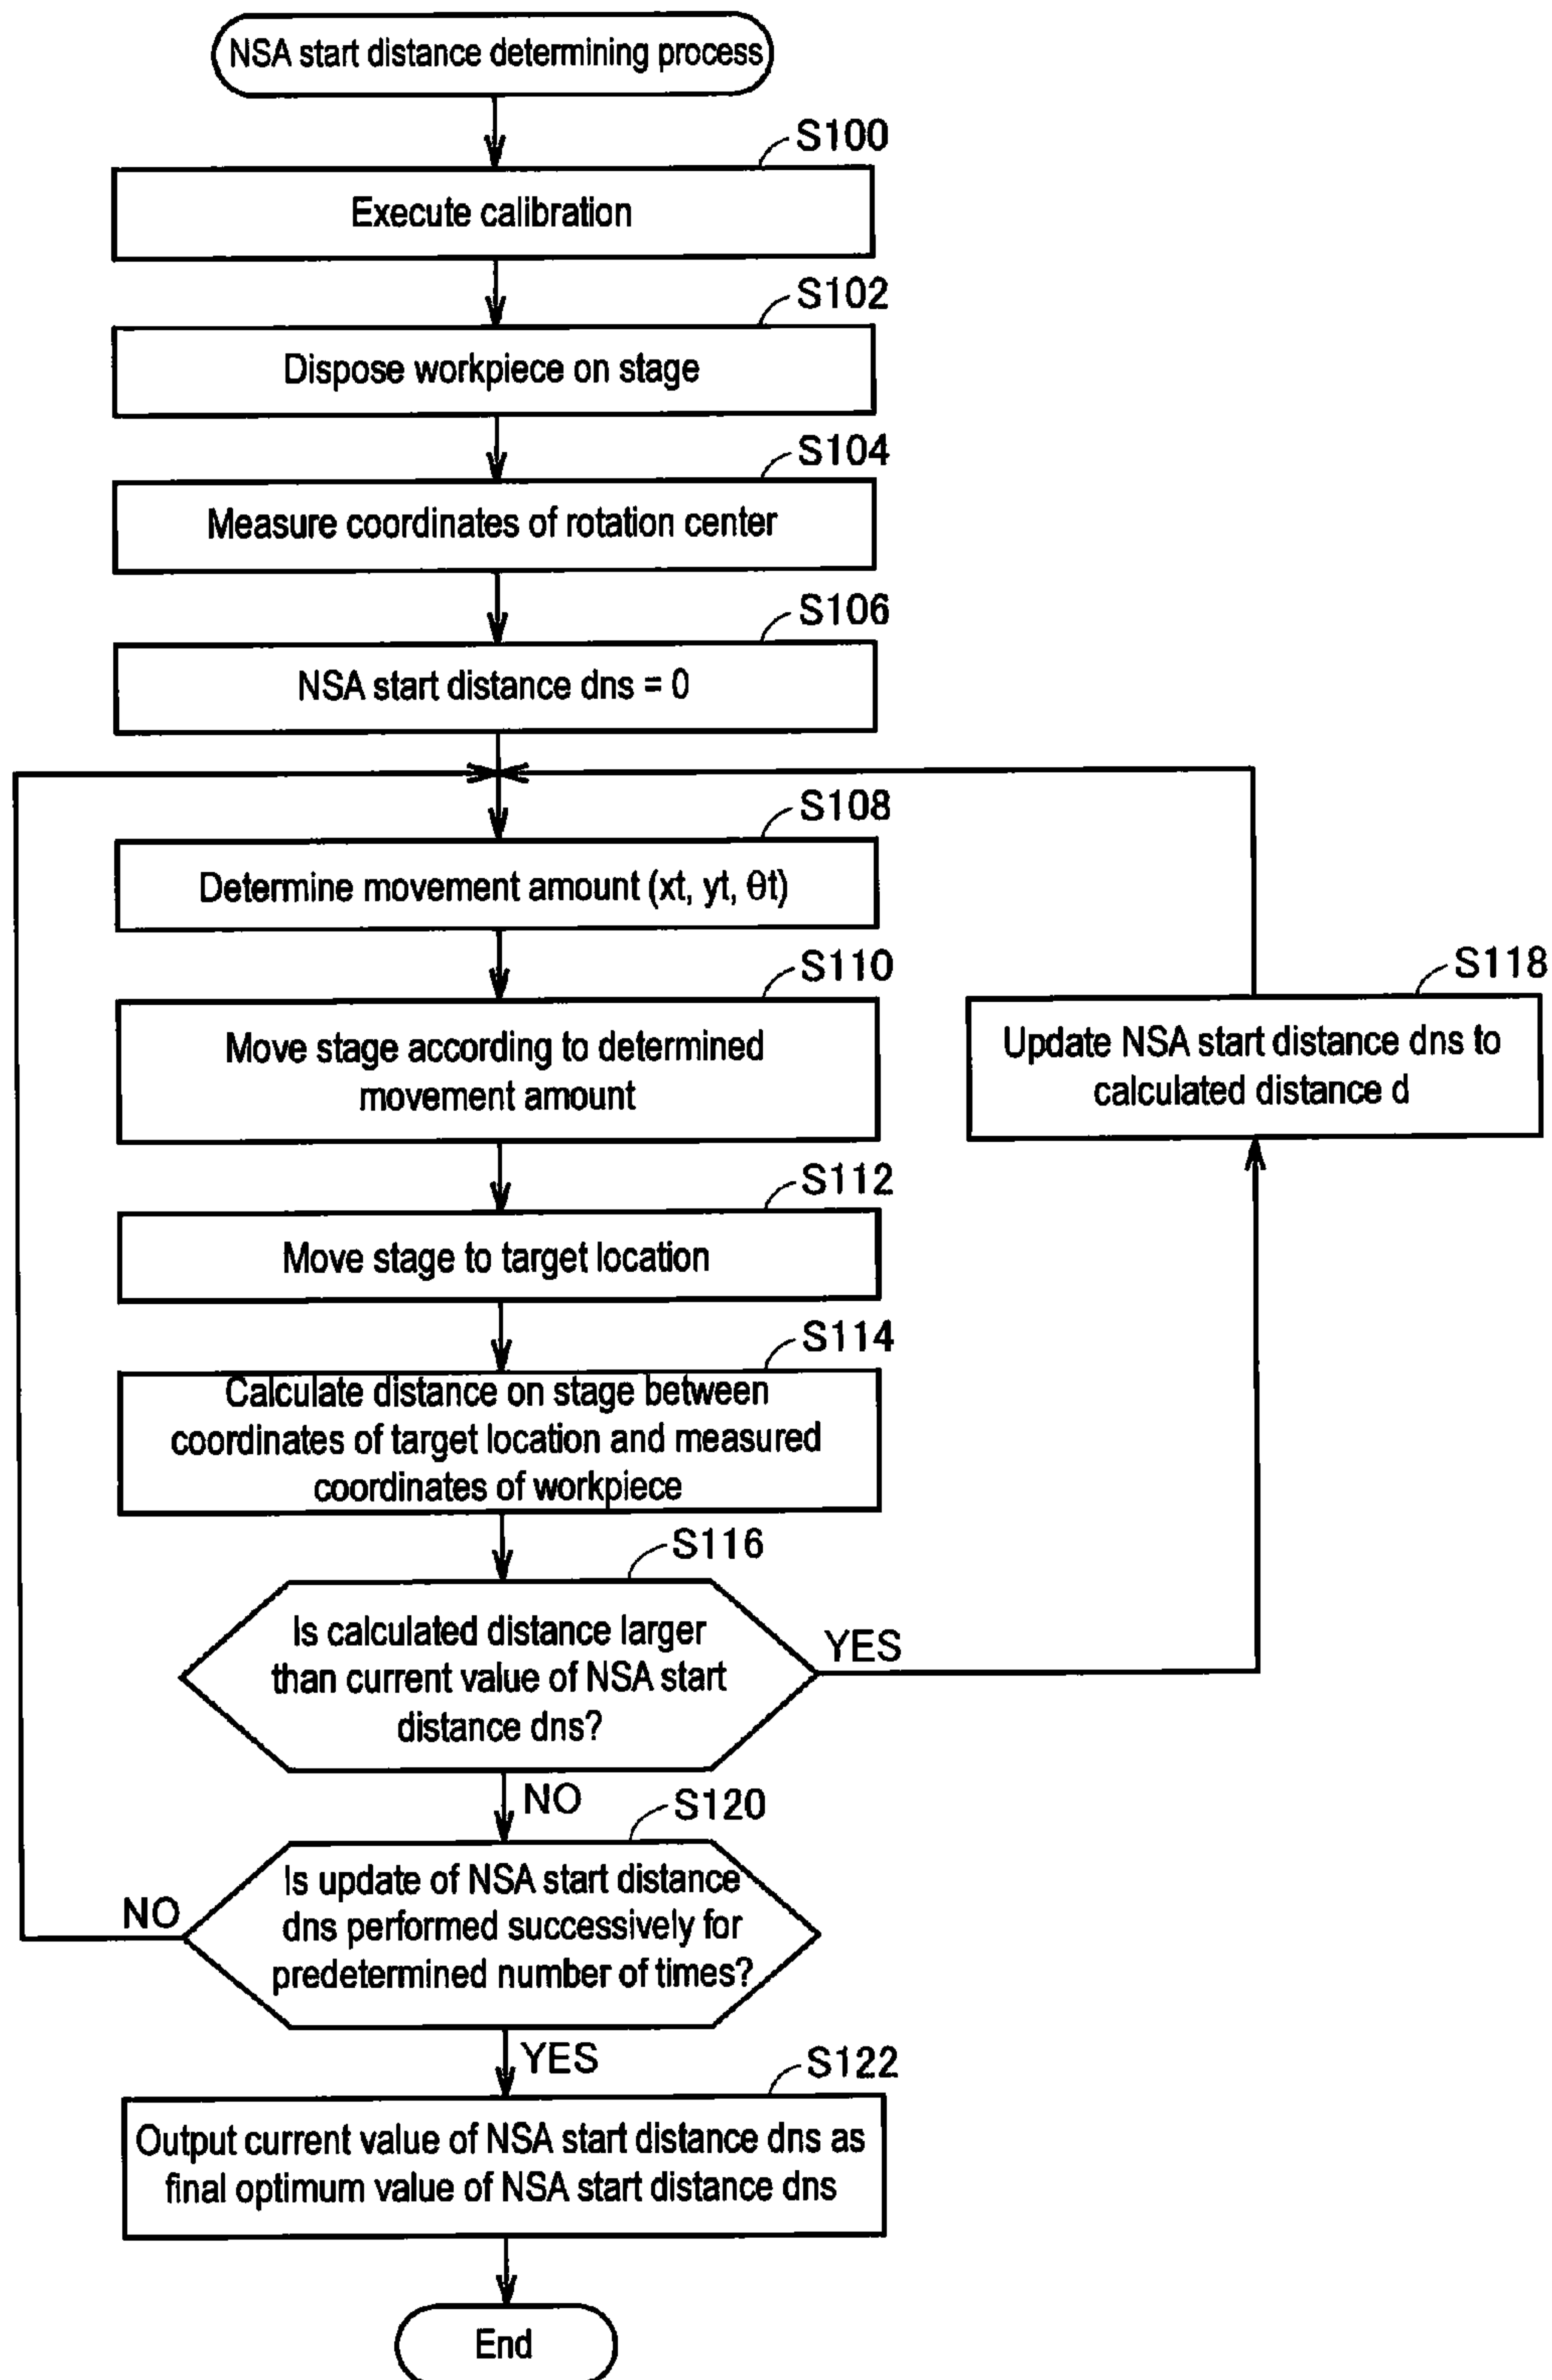 NSA start distance determining process
S100
Execute calibration
S102
Dispose workpiece on stage
S104
Measure coordinates of rotation center
S106
NSA start distance dns = 0
S108
Determine movement amount (xt, yt, θt)
S110
Move stage according to determined
movement amount
S118
Update NSA start distance dns to
calculated distance d
S112
Move stage to target location
S114
Calculate distance on stage between
coordinates of target location and measured
coordinates of workpiece
S116
Is calculated distance larger
than current value of NSA start
distance dns?
YES
NO
S120
Is update of NSA start distance
dns performed successively for
predetermined number of times?
NO
YES
S122
Output current value of NSA start distance dns as
final optimum value of NSA start distance dns
End